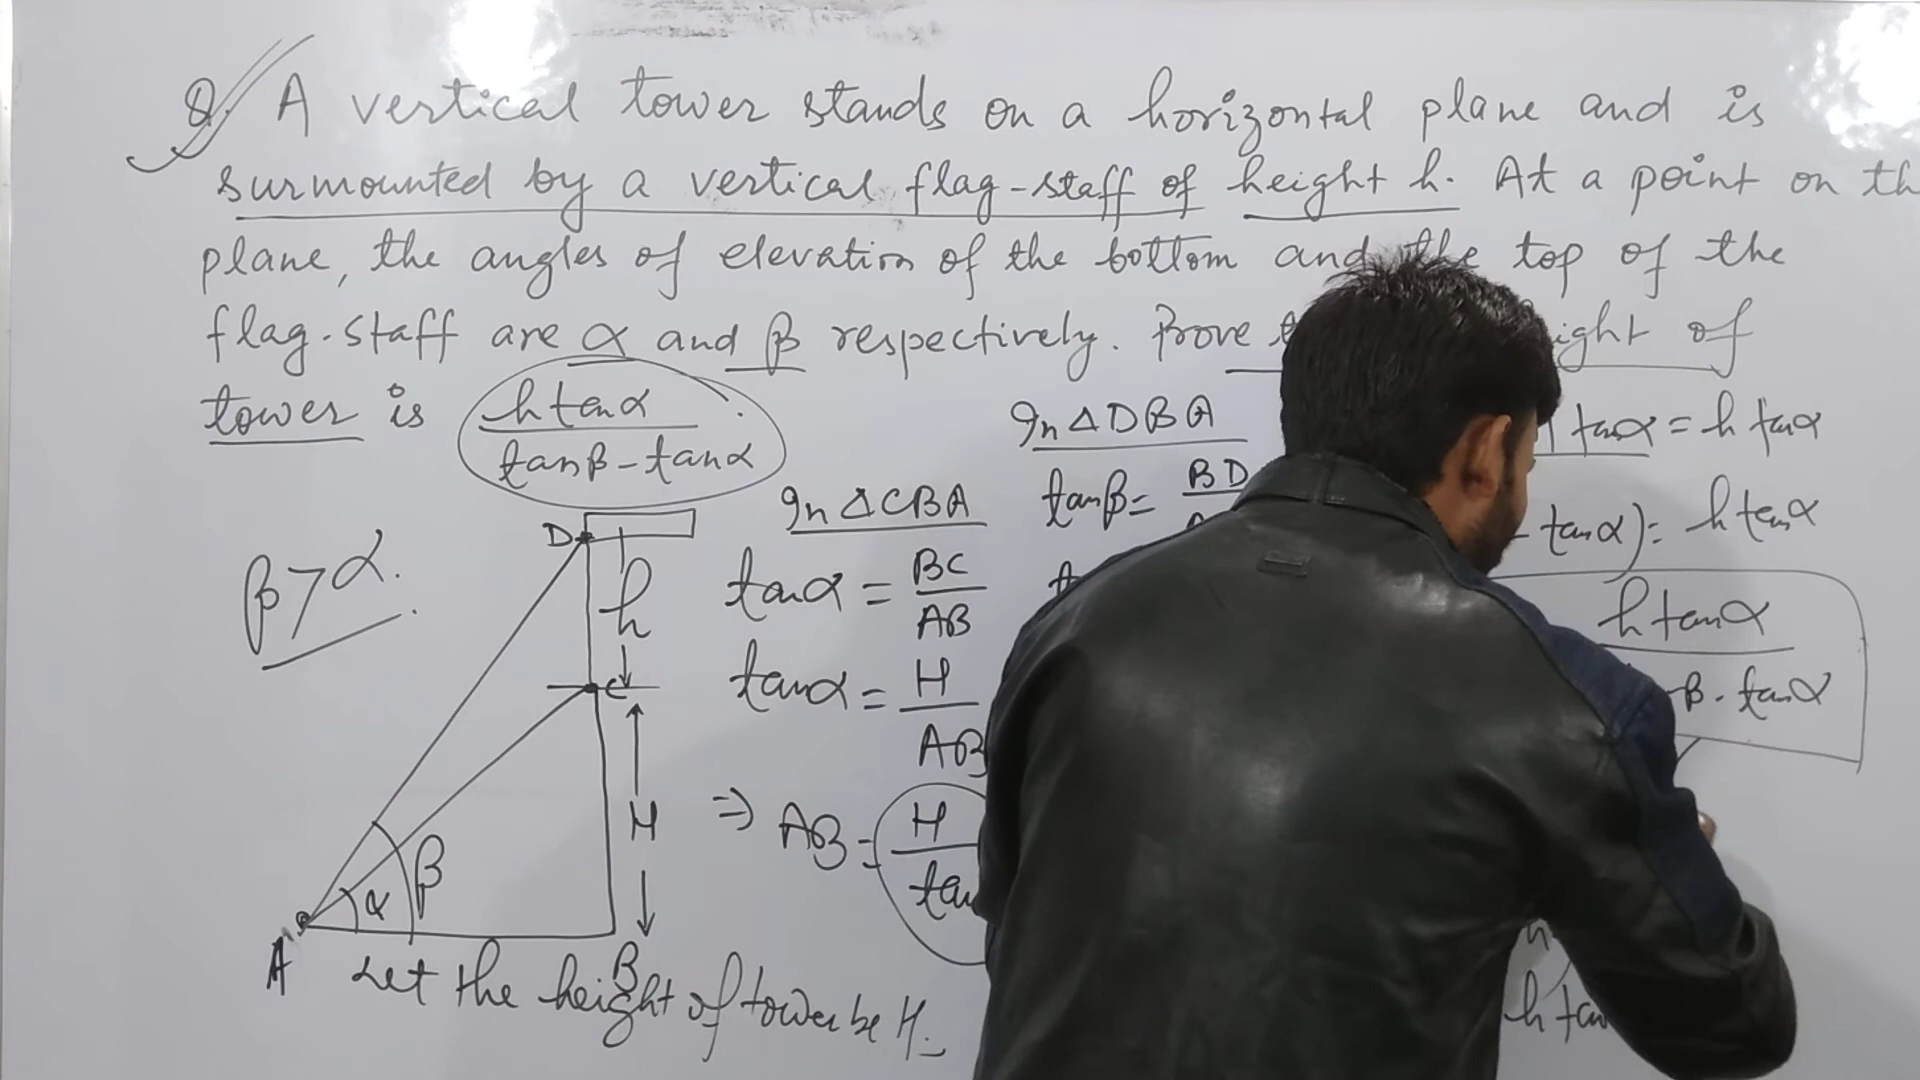 Q. A vertical tower stands on a horizontal plane and is
surmounted by a vertical flag-staff of height h. At a point on th
plane, the angles of elevation of the bottom and the top of the
flag-staff are α and β respectively. Prove ight of
tower is h tanα / tanβ - tanα
β > α.
D
h
C
H
B
A
α
β
Let the height of tower be H.
In ΔCBA
tanα = BC / AB
tanα = H / AB
⇒ AB = H / tan
In ΔDBA
tanβ = BD
tanα = h tanα
- tanα) = h tanα
h tanα
β - tanα
h tan